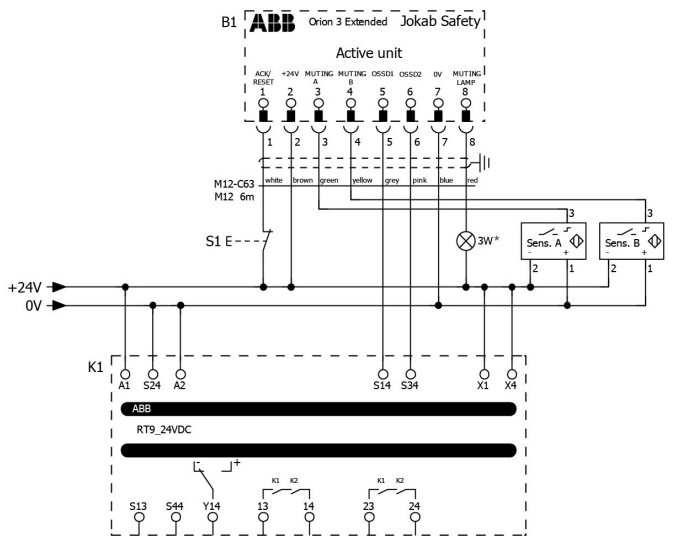 B1 ABB Orion 3 Extended Jokab Safety
Active unit
ACK/ RESET +24V MUTING A MUTING B OSSD1 OSSD2 0V MUTING LAMP
1 2 3 4 5 6 7 8
1 2 3 4 5 6 7 8
M12-C63 white brown green yellow grey pink blue red
M12 6m
3 3
S1 E 3W* Sens. A Sens. B
- + - +
2 1 2 1
+24V
0V
K1
A1 S24 A2 S14 S34 X1 X4
ABB
RT9_24VDC
- +
K1 K2 K1 K2
S13 S44 Y14 13 14 23 24